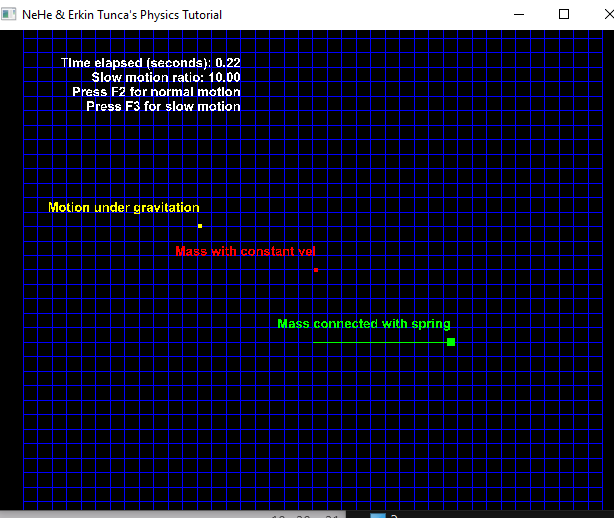 NeHe & Erkin Tunca's Physics Tutorial
Time elapsed (seconds): 0.22
Slow motion ratio: 10.00
Press F2 for normal motion
Press F3 for slow motion
Motion under gravitation
Mass with constant vel
Mass connected with spring